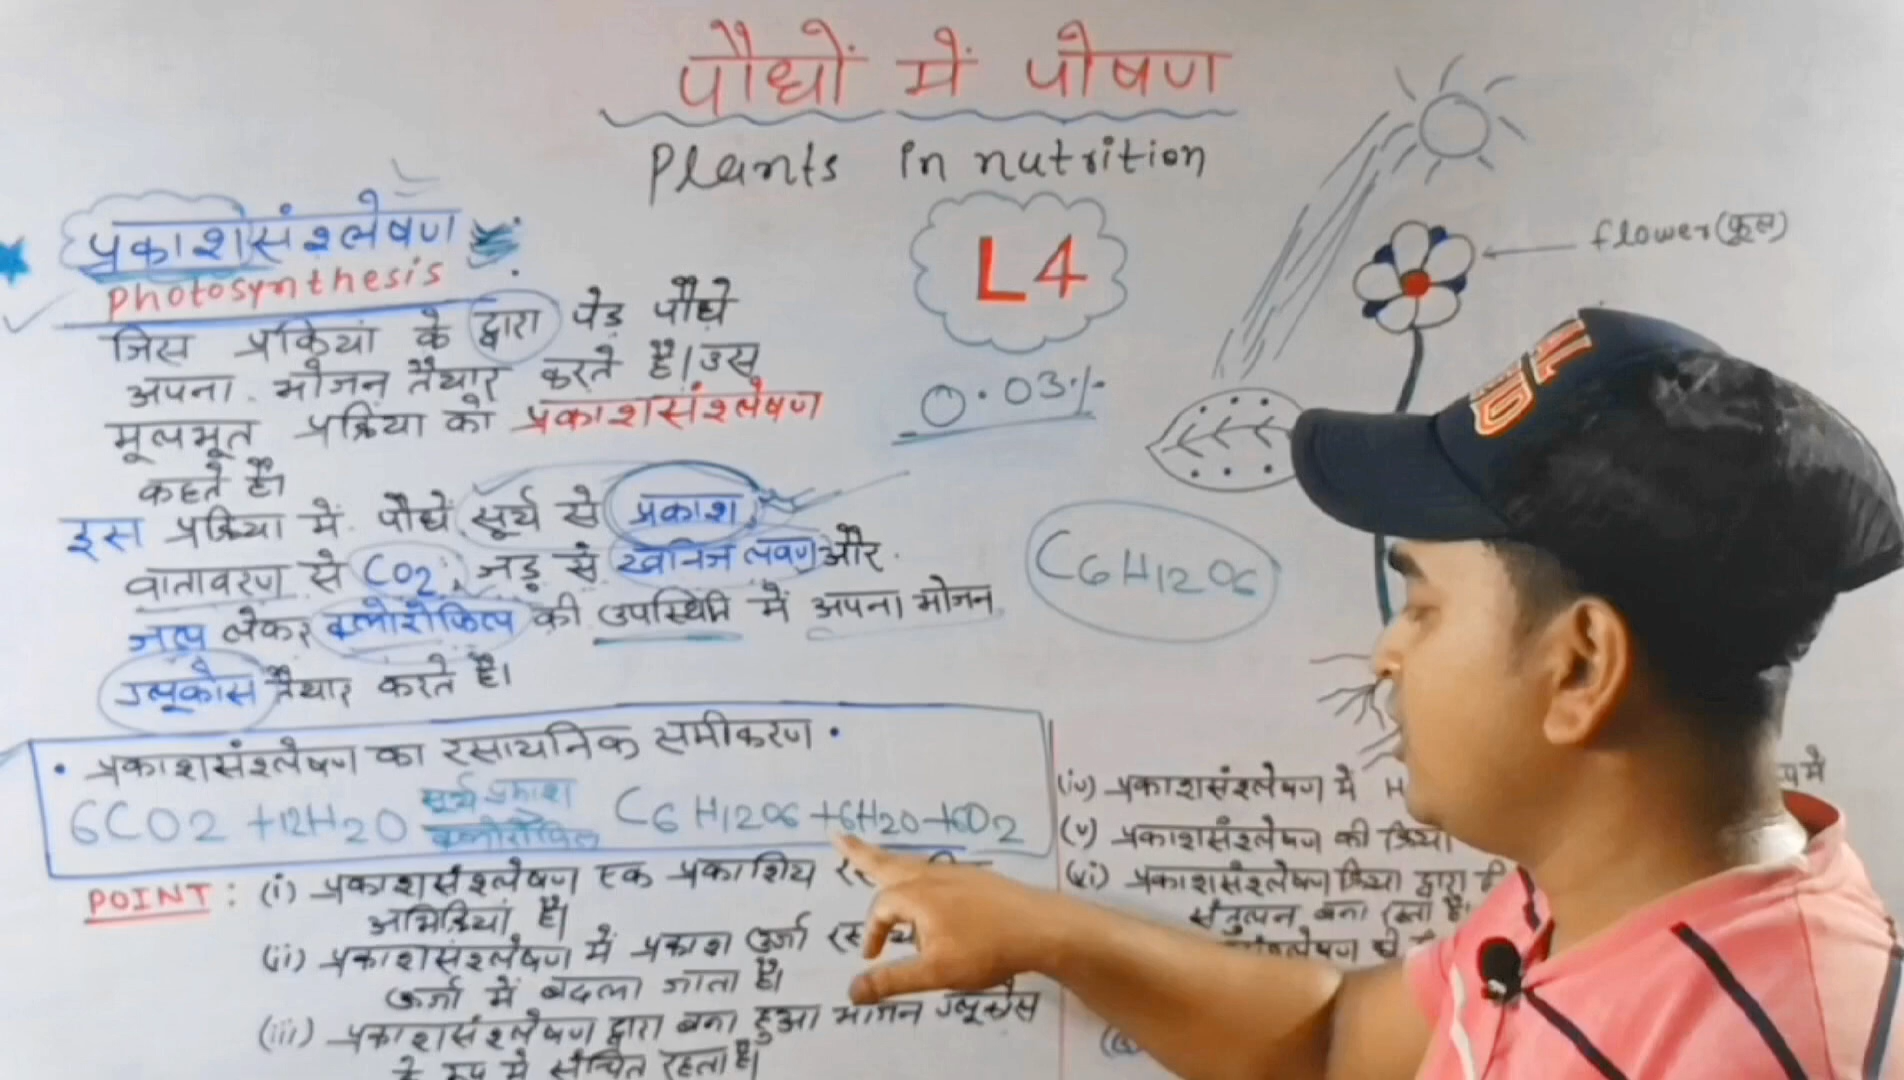 पौधों में पोषण
Plants in nutrition
प्रकाशसंश्लेषण
Photosynthesis
जिस प्रक्रियां के द्वारा पेड़ पौधे
अपना भोजन तैयार करते है। उस
मूलभूत प्रक्रिया को प्रकाशसंश्लेषण
कहते है।
इस प्रक्रिया में पौधें सूर्य से प्रकाश,
वातावरण से CO2, जड़ से खनिज लवण और
जल लेकर क्लोरोफिल की उपस्थिति में अपना भोजन
ग्लूकोस तैयार करते है।
L4
0.03%
flower(फूल)
C6H12O6
• प्रकाशसंश्लेषण का रसायनिक समीकरण •
6CO2 +12H2O सूर्य प्रकाश क्लोरोफिल C6H12O6 +6H2O+6O2
POINT : (i) प्रकाशसंश्लेषण एक प्रकाशिय
अभिक्रियां है।
(ii) प्रकाशसंश्लेषण में प्रकाश ऊर्जा
ऊर्जा में बदला जाता है।
(iii) प्रकाशसंश्लेषण द्वारा बना हुआ भोजन ग्लूकोस
के रूप में संचित रहता है।
(iv) प्रकाशसंश्लेषण में H
(v) प्रकाशसंश्लेषण की क्रिया
(vi) प्रकाशसंश्लेषण क्रिया द्वारा ही
संतुलन बना रहता है।